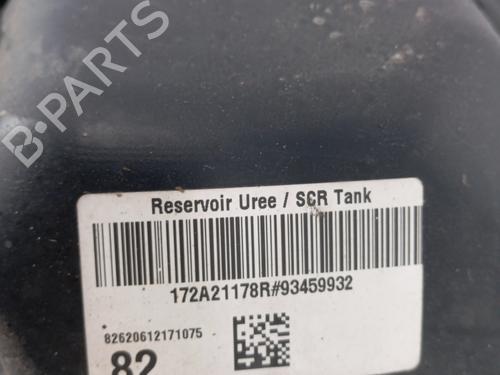 B-PARTS
Reservoir Uree / SCR Tank
172A21178R#93459932
82620612171075
82